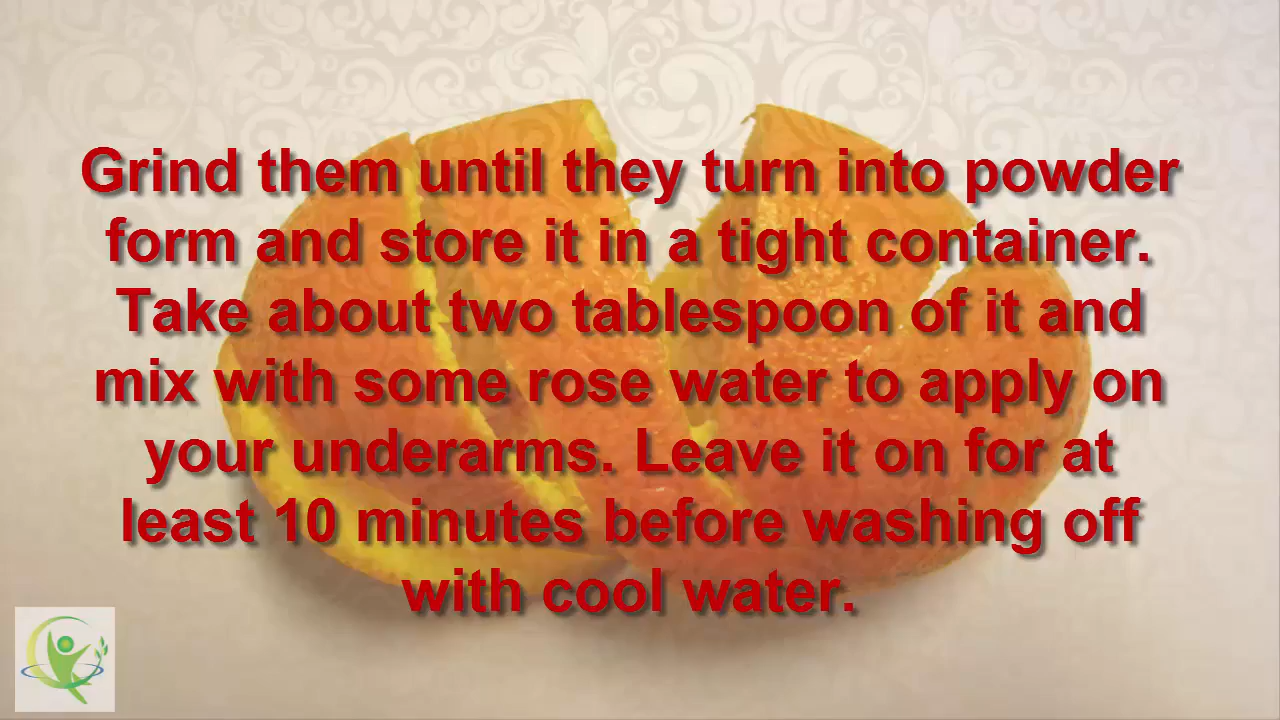 Grind them until they turn into powder
form and store it in a tight container.
Take about two tablespoon of it and
mix with some rose water to apply on
your underarms. Leave it on for at
least 10 minutes before washing off
with cool water.